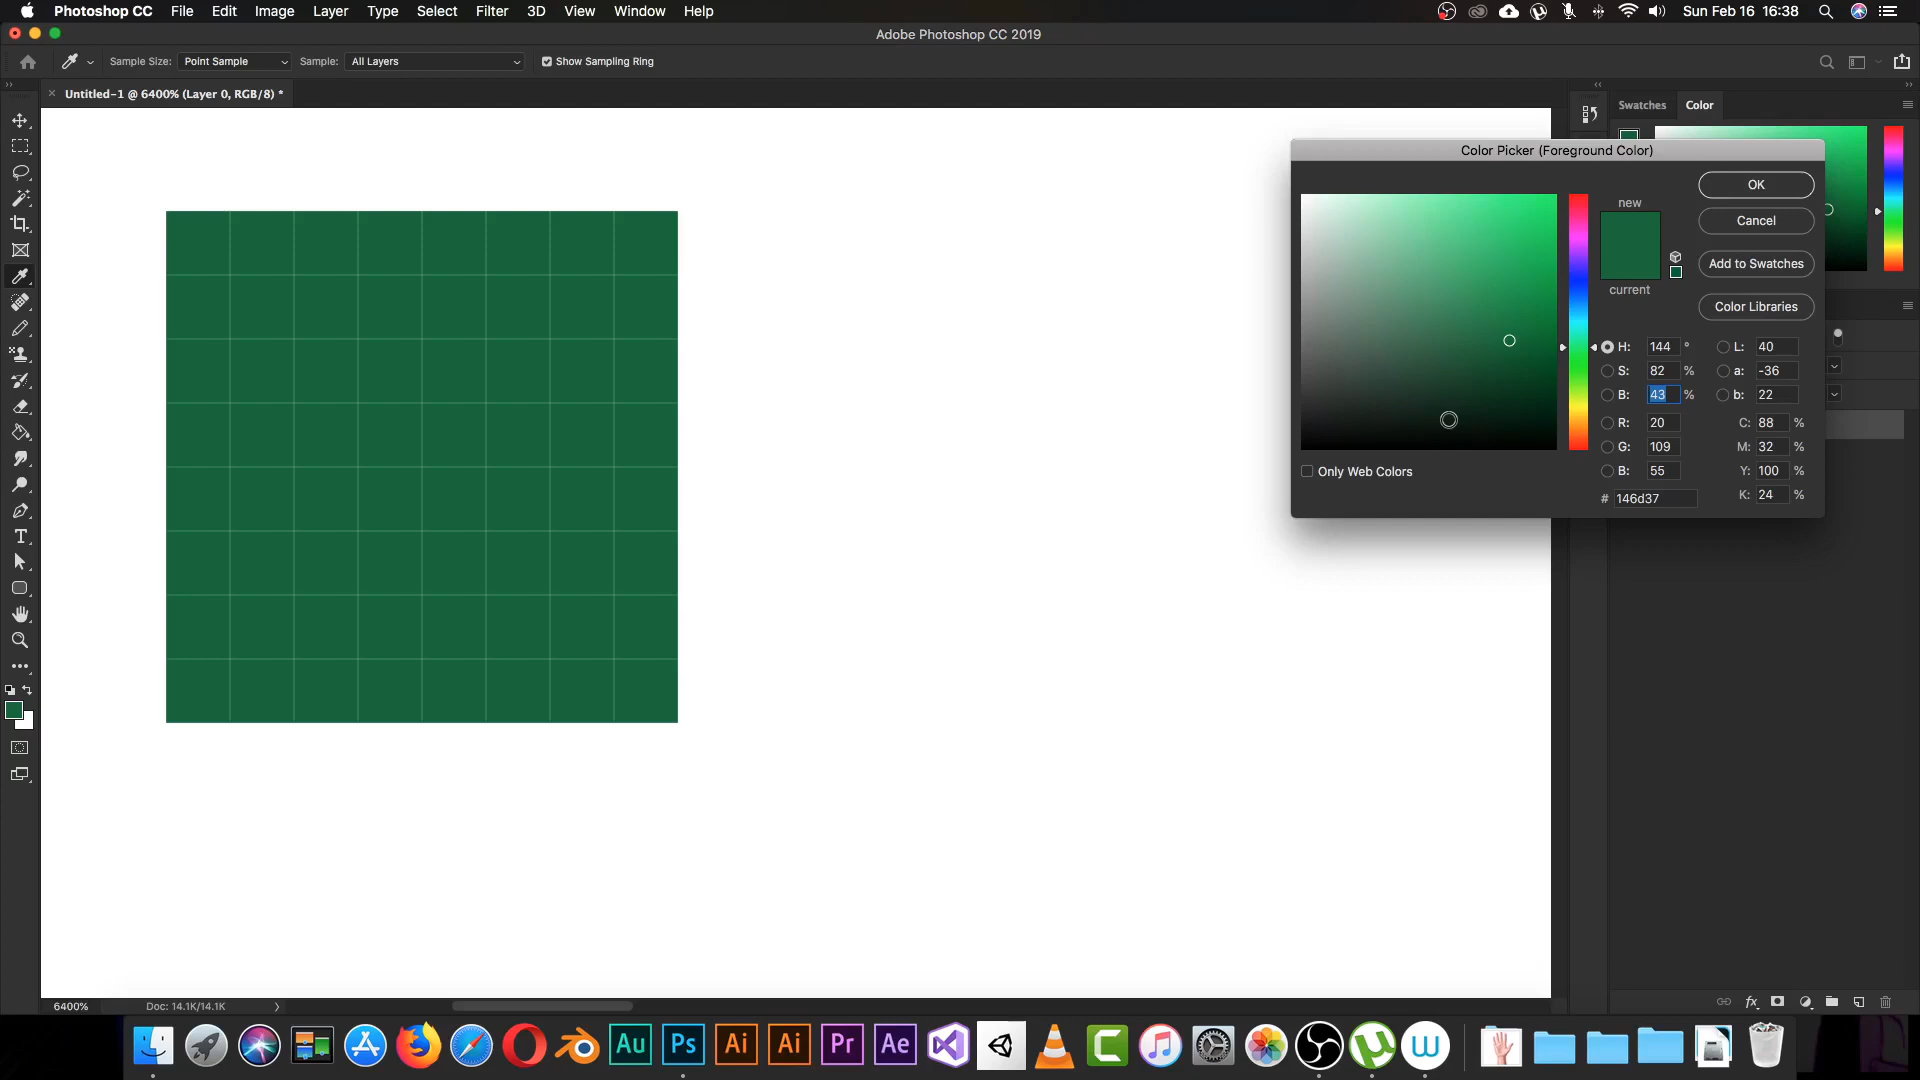 Photoshop CC File Edit Image Layer Type Select Filter 3D View Window Help Sun Feb 16 16:38
Adobe Photoshop CC 2019
Sample Size: Point Sample Sample: All Layers Show Sampling Ring
Untitled-1 @ 6400% (Layer 0, RGB/8) *
Swatches Color
Color Picker (Foreground Color)
OK
new
Cancel
Add to Swatches
current
Color Libraries
H: 144 ° L: 40
S: 82 % a: -36
B: 43 % b: 22
R: 20 C: 88 %
G: 109 M: 32 %
Only Web Colors B: 55 Y: 100 %
# 146d37 K: 24 %
T
6400% Doc: 14.1K/14.1K fx
Au Ps Ai Ai Pr Ae